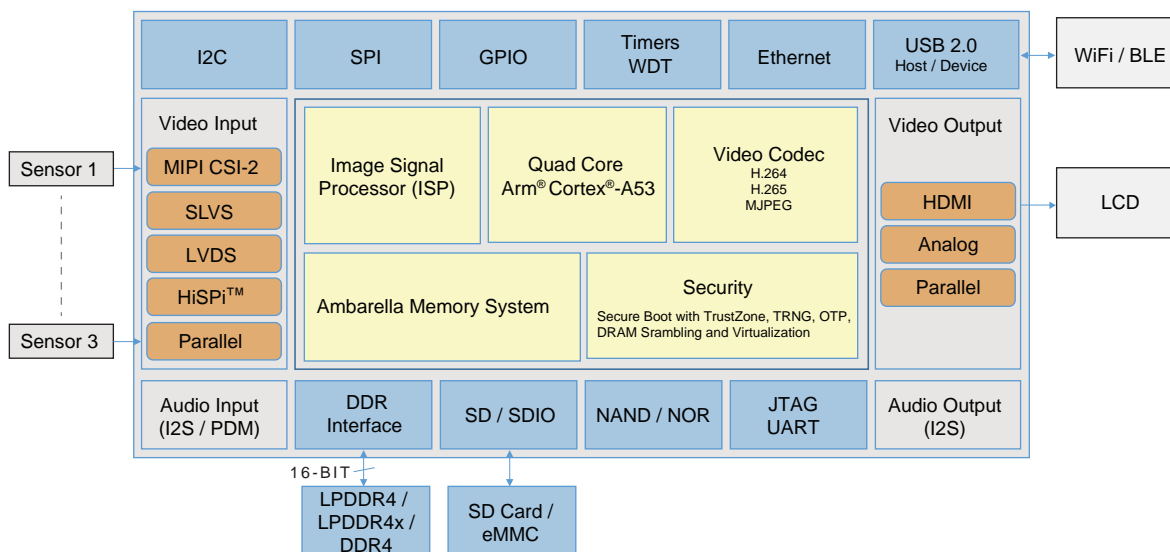 I2C
SPI
GPIO
Timers
WDT
Ethernet
USB 2.0
Host / Device
WiFi / BLE
Video Input
MIPI CSI-2
SLVS
LVDS
HiSPi™
Parallel
Sensor 1
Sensor 3
Image Signal
Processor (ISP)
Quad Core
Arm® Cortex®-A53
Video Codec
H.264
H.265
MJPEG
Ambarella Memory System
Security
Secure Boot with TrustZone, TRNG, OTP,
DRAM Srambling and Virtualization
Video Output
HDMI
Analog
Parallel
LCD
Audio Input
(I2S / PDM)
DDR
Interface
SD / SDIO
NAND / NOR
JTAG
UART
Audio Output
(I2S)
16-BIT
LPDDR4 /
LPDDR4x /
DDR4
SD Card /
eMMC